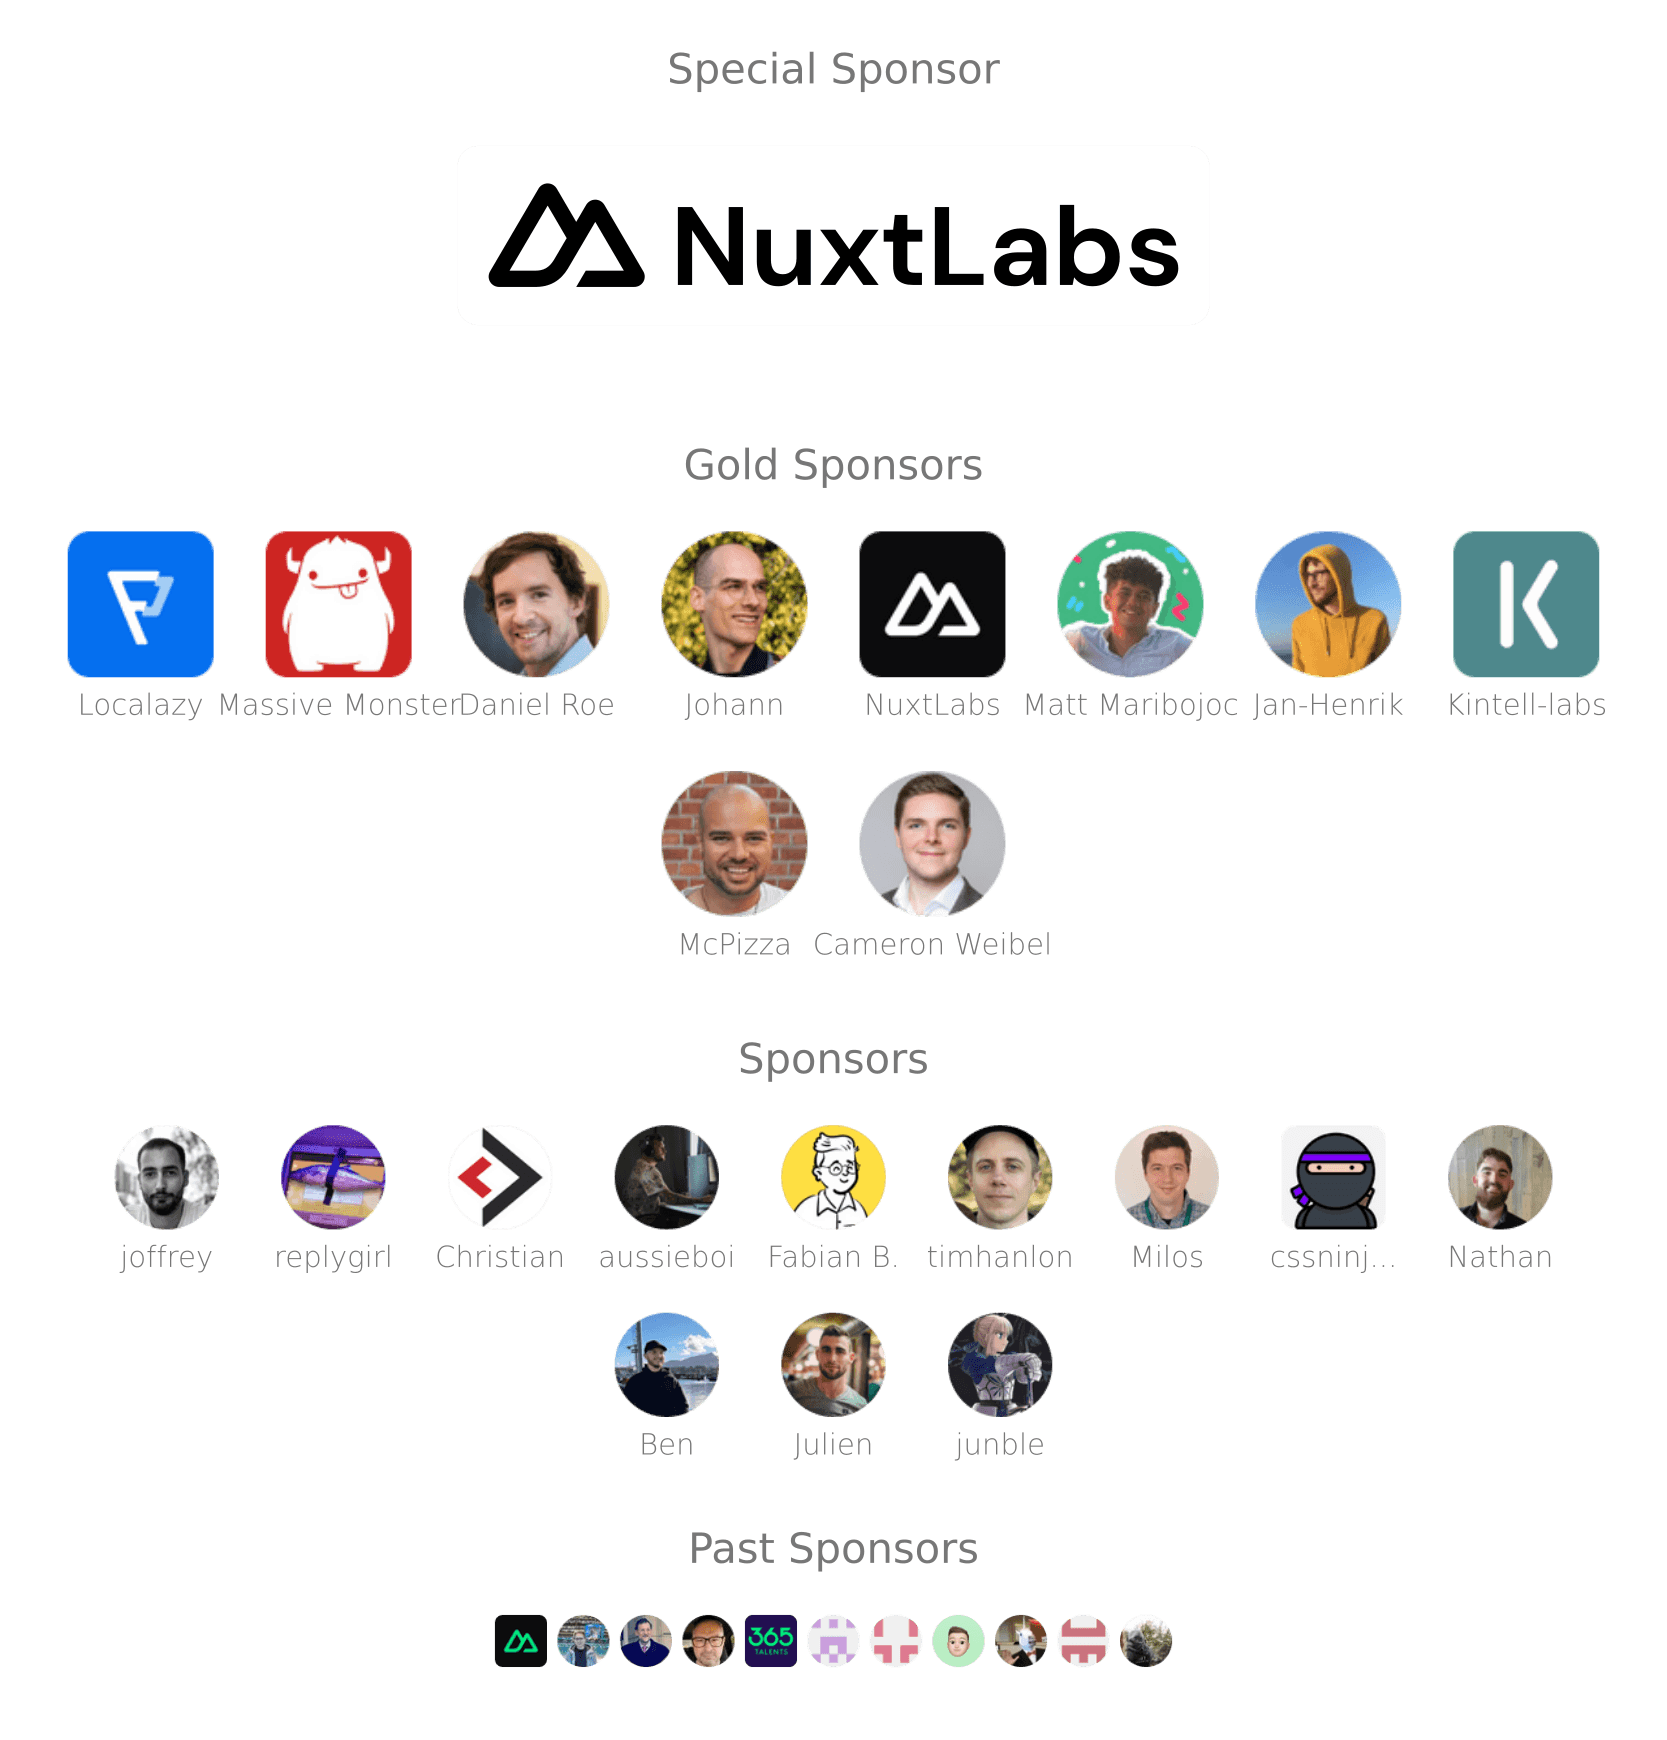 Special Sponsor
NuxtLabs
Gold Sponsors
Localazy Massive Monster Daniel Roe Johann NuxtLabs Matt Maribojoc Jan-Henrik Kintell-labs
McPizza Cameron Weibel
Sponsors
joffrey replygirl Christian aussieboi Fabian B. timhanlon Milos cssninj... Nathan
Ben Julien junble
Past Sponsors
365
TALENTS